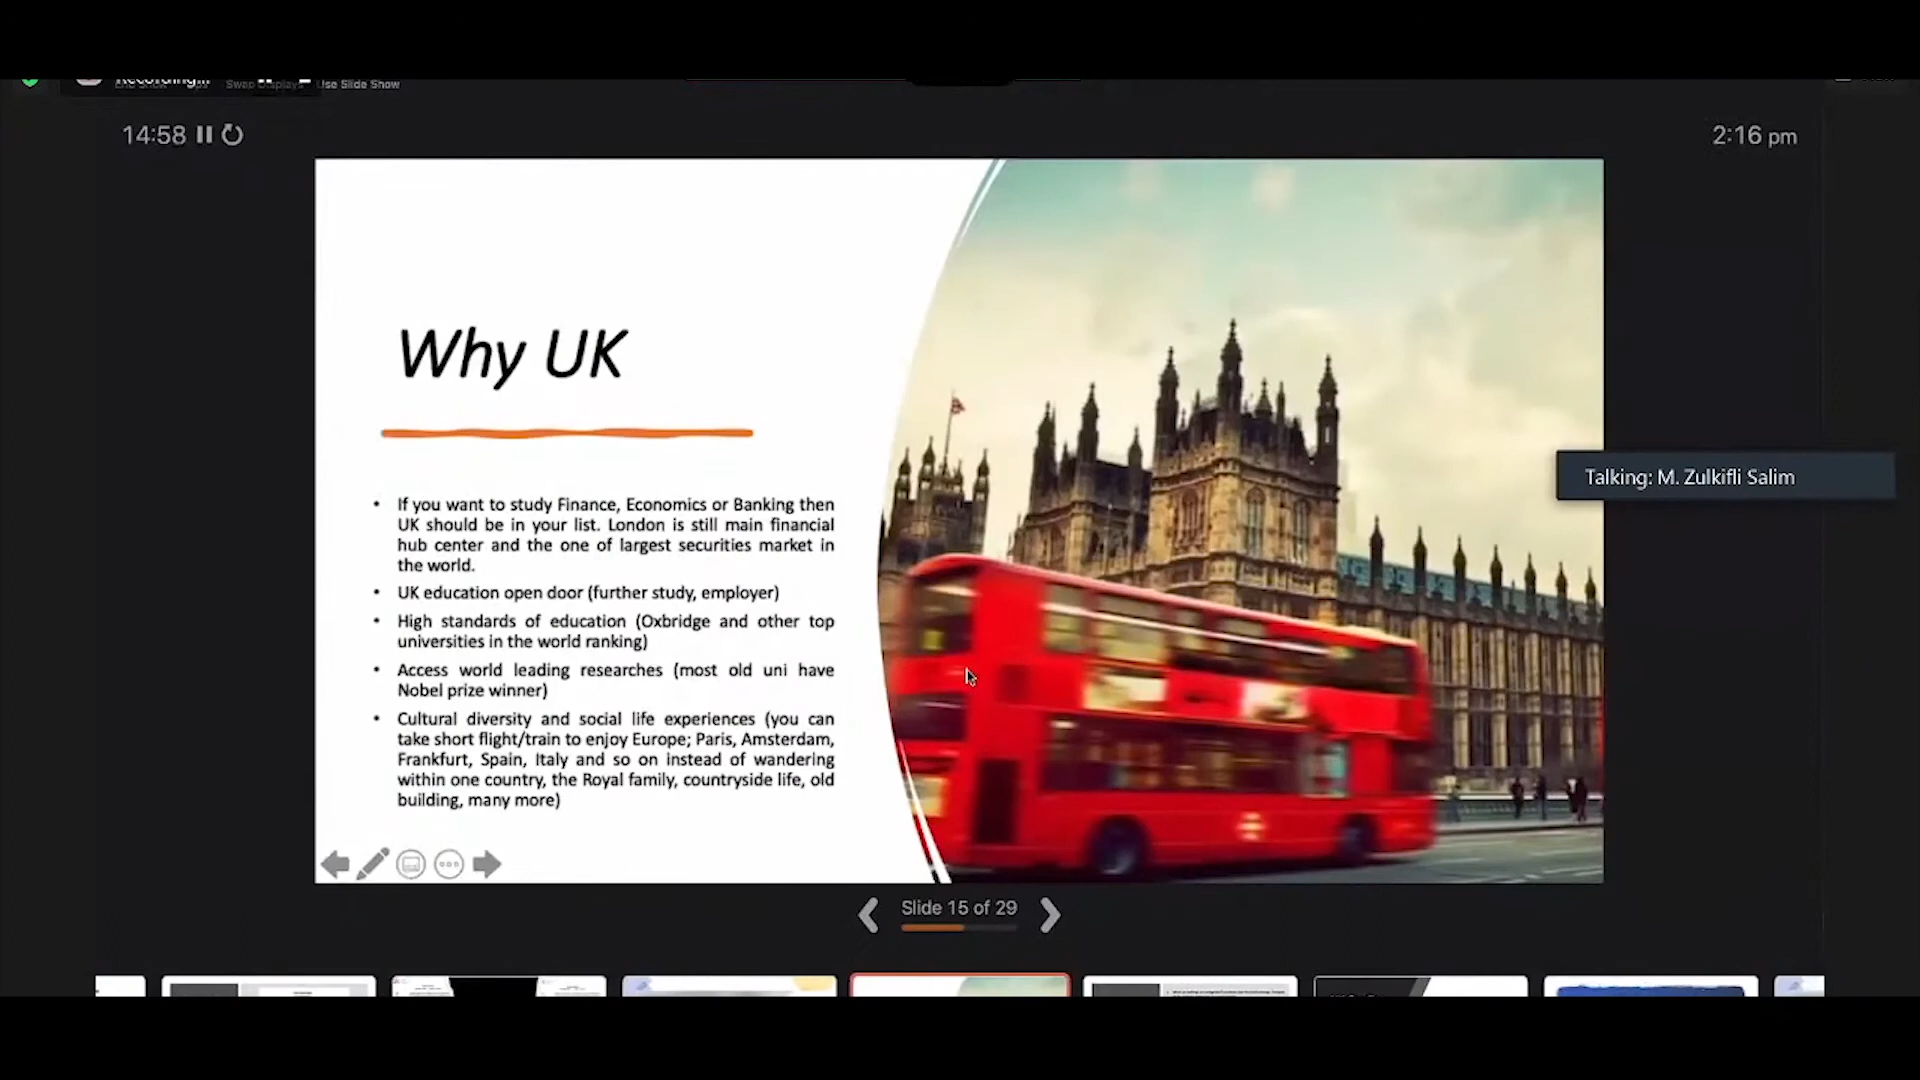 Recording...
Swap Displays
Use Slide Show
14:58
2:16 pm
Why UK
• If you want to study Finance, Economics or Banking then
UK should be in your list. London is still main financial
hub center and the one of largest securities market in
the world.
• UK education open door (further study, employer)
• High standards of education (Oxbridge and other top
universities in the world ranking)
• Access world leading researches (most old uni have
Nobel prize winner)
• Cultural diversity and social life experiences (you can
take short flight/train to enjoy Europe; Paris, Amsterdam,
Frankfurt, Spain, Italy and so on instead of wandering
within one country, the Royal family, countryside life, old
building, many more)
Talking: M. Zulkifli Salim
Slide 15 of 29